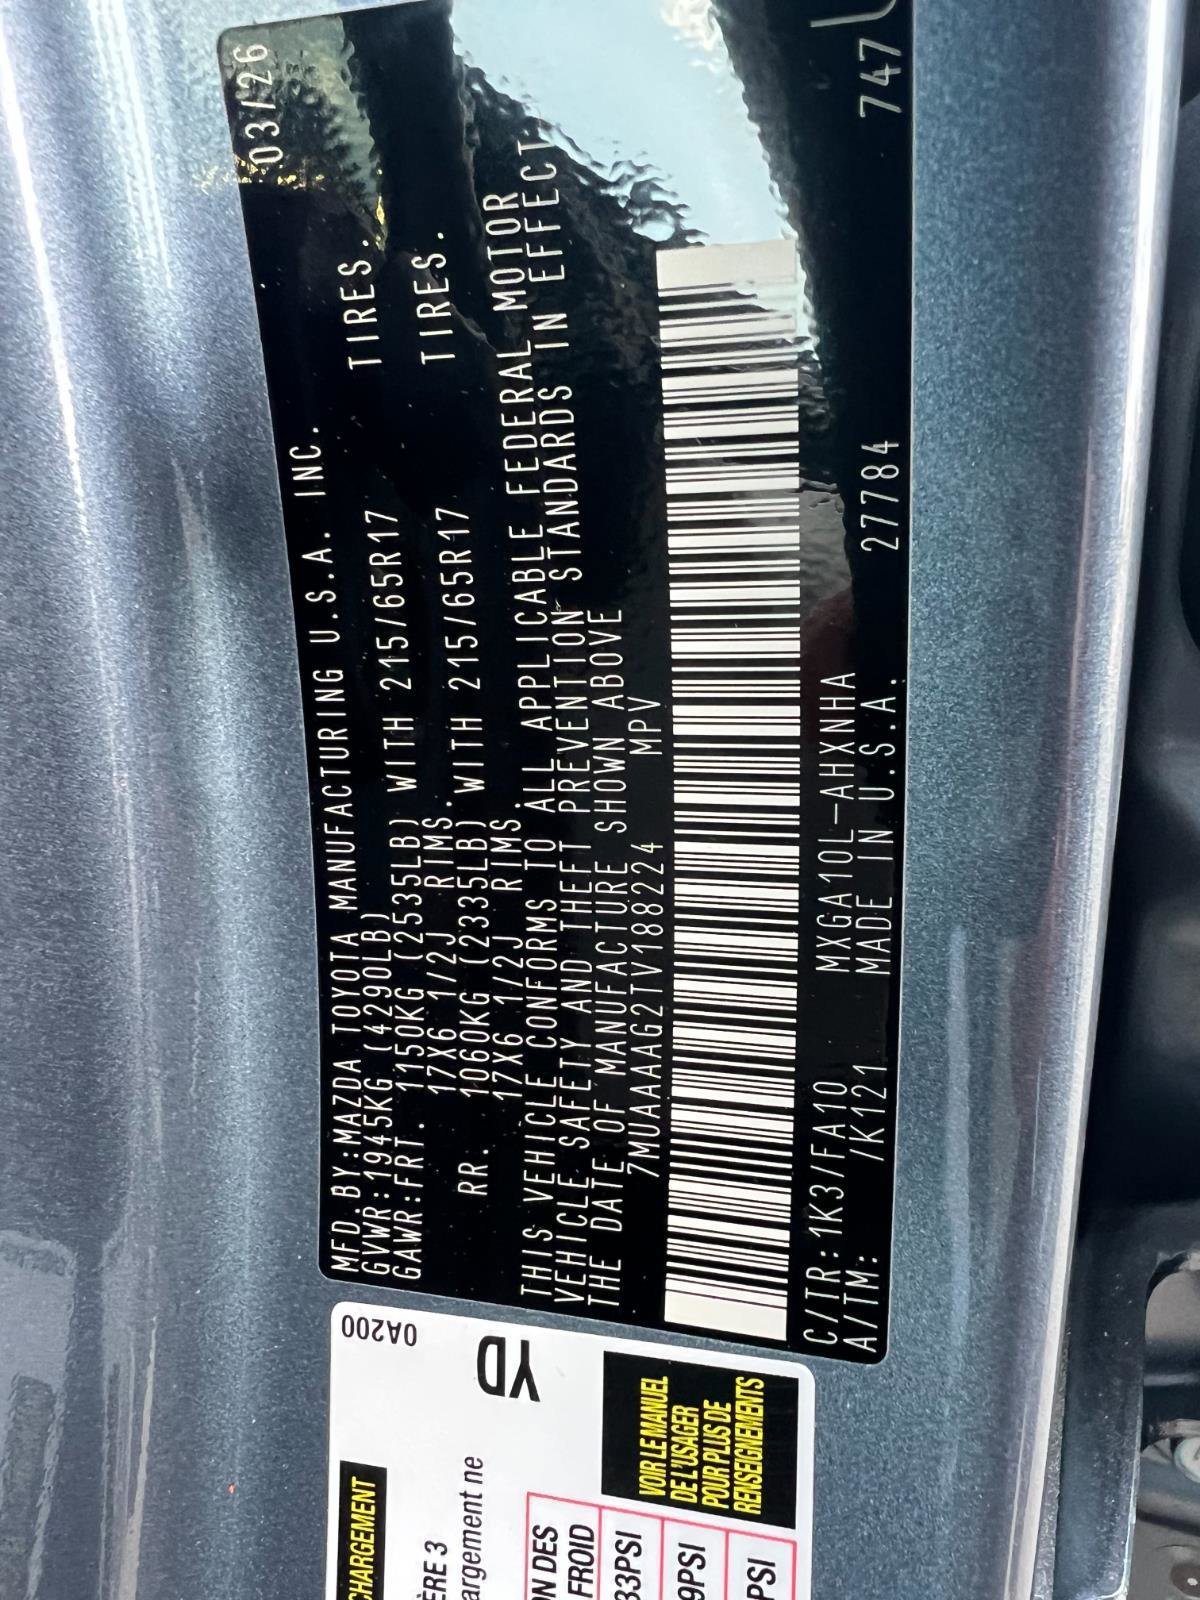 MFD.BY:MAZDA TOYOTA MANUFACTURING U.S.A. INC. 03/26
GVWR:1945KG (4290LB)
GAWR:FRT. 1150KG (2535LB) WITH 215/65R17 TIRES.
17X6 1/2J RIMS.
RR. 1060KG (2335LB) WITH 215/65R17 TIRES.
17X6 1/2J RIMS.
THIS VEHICLE CONFORMS TO ALL APPLICABLE FEDERAL MOTOR
VEHICLE SAFETY AND THEFT PREVENTION STANDARDS IN EFFECT
THE DATE OF MANUFACTURE SHOWN ABOVE
7MUAAAAG2TV188224 MPV
C/TR:1K3/FA10 MXGA10L-AHXNHA
A/TM: /K121 MADE IN U.S.A. 27784 747
0A200
YD
CHARGEMENT
VOIR LE MANUEL
DE L'USAGER
POUR PLUS DE
RENSEIGNEMENTS
ÈRE 3
argement ne
ON DES
FROID
33PSI
9PSI
PSI